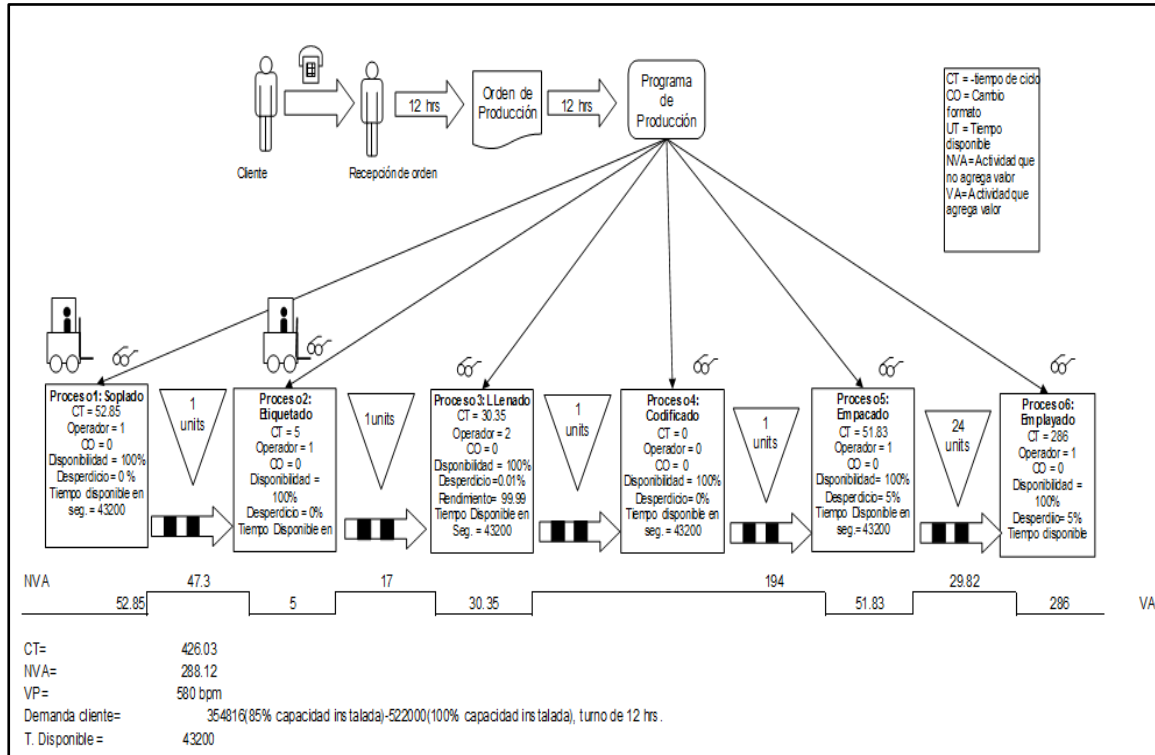 12 hrs
Orden de
Producción
12 hrs
Programa
de
Producción
Cliente
Recepción de orden
CT = -tiempo de ciclo
CO = Cambio
formato
UT = Tiempo
disponible
NVA= Actividad que
no agrega valor
VA= Actividad que
agrega valor
Proceso1: Soplado
CT = 52.85
Operador = 1
CO = 0
Disponibilidad = 100%
Desperdicio = 0 %
Tiempo disponible en
seg. = 43200
1
units
Proceso2:
Etiquetado
CT = 5
Operador = 1
CO = 0
Disponibilidad =
100%
Desperdicio = 0%
Tiempo Disponible en
1units
Proceso3: LLenado
CT = 30.35
Operador = 2
CO = 0
Disponibilidad = 100%
Desperdicio=0.01%
Rendimiento= 99.99
Tiempo Disponible en
Seg. = 43200
1
units
Proceso4:
Codificado
CT = 0
Operador = 0
CO = 0
Disponibilidad= 100%
Desperdicio= 0%
Tiempo Disponible en
seg. = 43200
1
units
Proceso5:
Empacado
CT = 51.83
Operador = 1
CO = 0
Disponibilidad= 100%
Desperdicio= 5%
Tiempo Disponible en
seg. = 43200
24
units
Proceso6:
Emplayado
CT = 286
Operador = 1
CO = 0
Disponibilidad =
100%
Desperdiio= 5%
Tiempo disponible
NVA 47.3 17 194 29.82
52.85 5 30.35 51.83 286 VA
CT= 426.03
NVA= 288.12
VP= 580 bpm
Demanda cliente= 354816(85% capacidad instalada)-522000(100% capacidad instalada), turno de 12 hrs.
T. Disponible = 43200